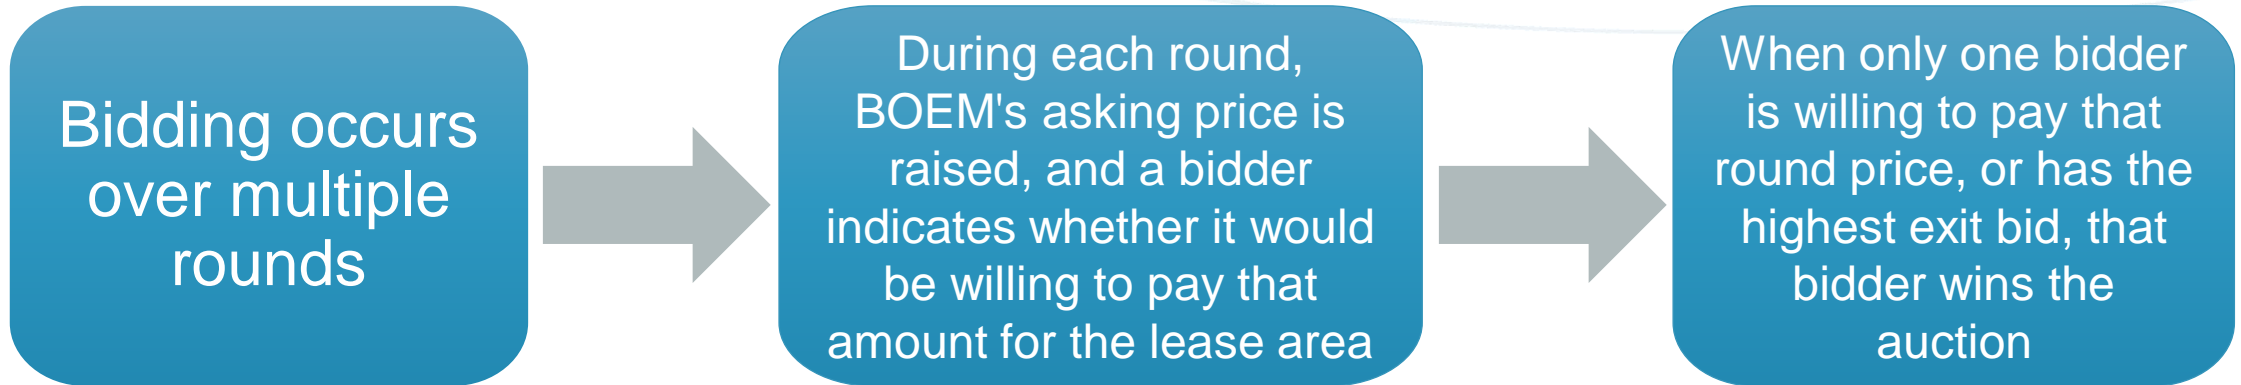 Bidding occurs
over multiple
rounds
During each round,
BOEM's asking price is
raised, and a bidder
indicates whether it would
be willing to pay that
amount for the lease area
When only one bidder
is willing to pay that
round price, or has the
highest exit bid, that
bidder wins the
auction